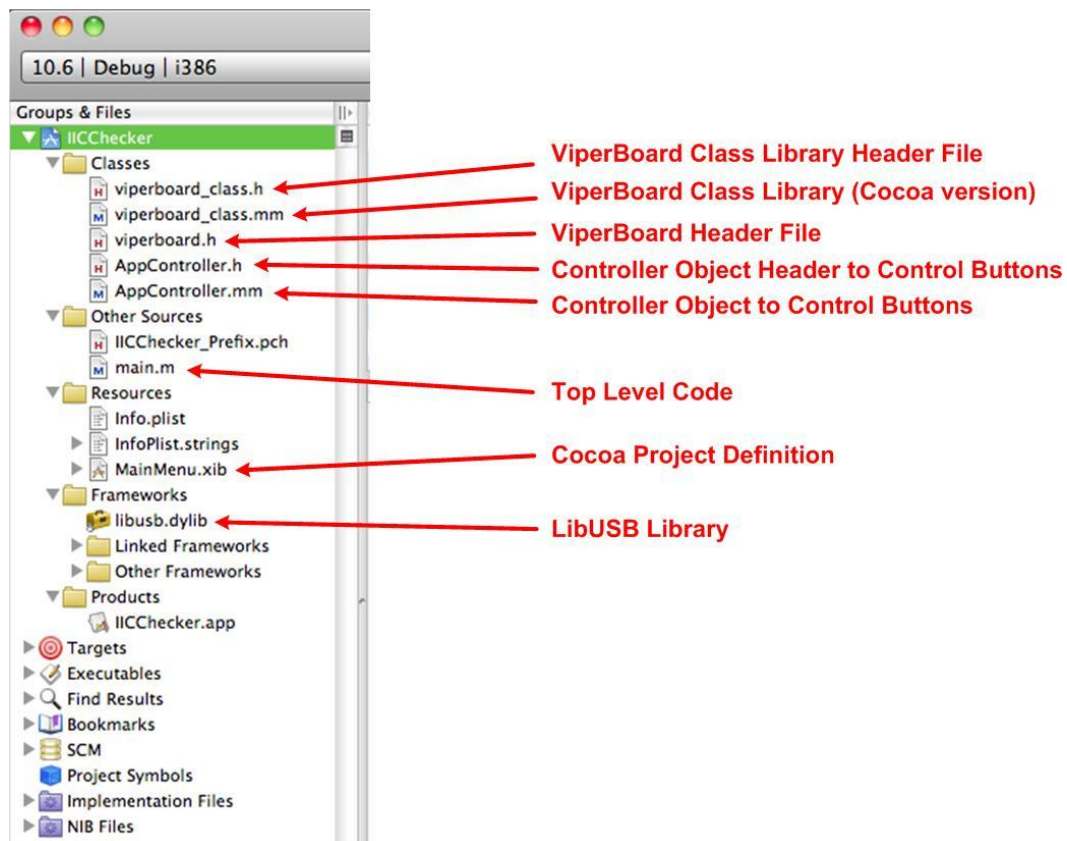 10.6 | Debug | i386
Groups & Files
IICChecker
Classes
viperboard_class.h
ViperBoard Class Library Header File
viperboard_class.mm
ViperBoard Class Library (Cocoa version)
viperboard.h
ViperBoard Header File
AppController.h
Controller Object Header to Control Buttons
AppController.mm
Controller Object to Control Buttons
Other Sources
IICChecker_Prefix.pch
main.m
Top Level Code
Resources
Info.plist
InfoPlist.strings
MainMenu.xib
Cocoa Project Definition
Frameworks
libusb.dylib
LibUSB Library
Linked Frameworks
Other Frameworks
Products
IICChecker.app
Targets
Executables
Find Results
Bookmarks
SCM
Project Symbols
Implementation Files
NIB Files